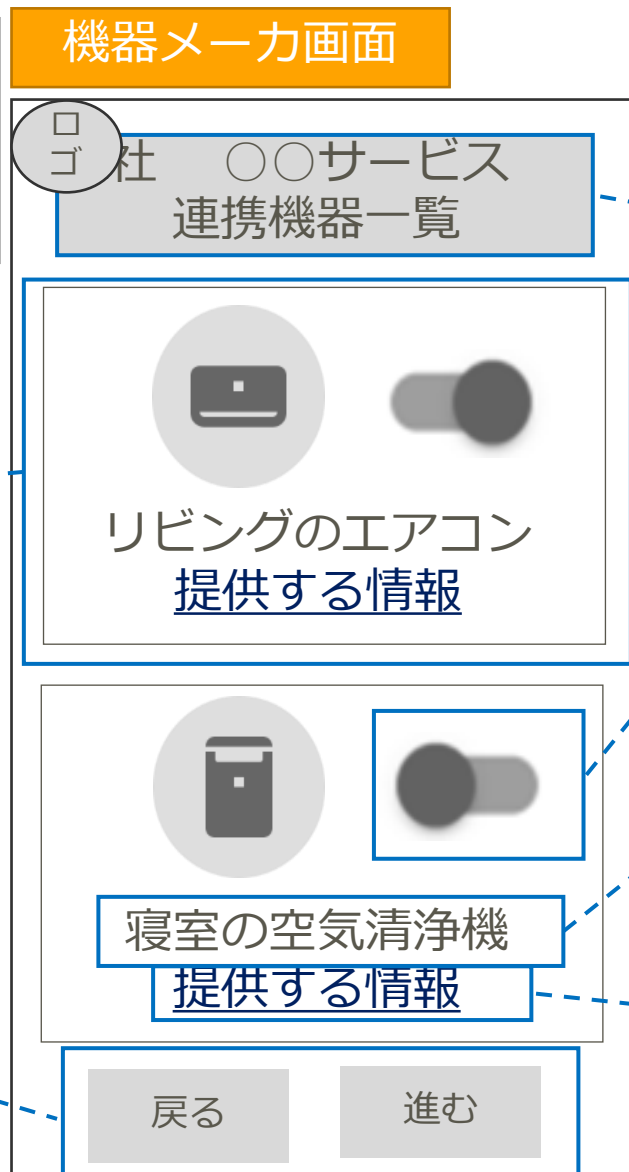 機器メーカ画面
ロ
ゴ
社 ○○サービス
連携機器一覧
リビングのエアコン
提供する情報
寝室の空気清浄機
提供する情報
戻る
進む